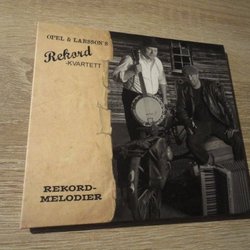 OPEL & LARSSON'S
Rekord
-KVARTETT
REKORD-
MELODIER